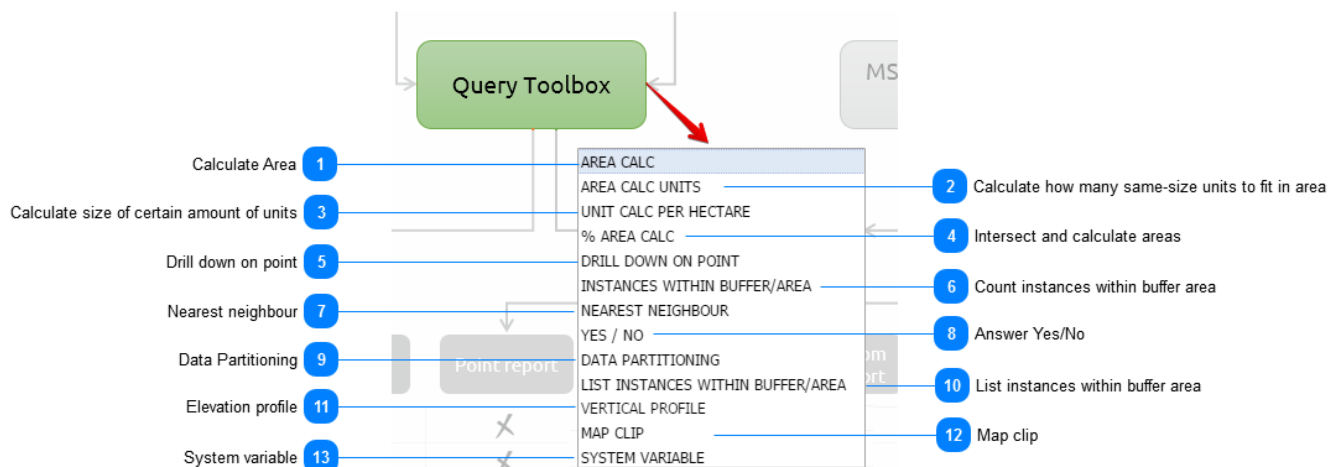 Query Toolbox
MS
Calculate Area 1
AREA CALC
AREA CALC UNITS
2 Calculate how many same-size units to fit in area
Calculate size of certain amount of units 3
UNIT CALC PER HECTARE
% AREA CALC
4 Intersect and calculate areas
Drill down on point 5
DRILL DOWN ON POINT
INSTANCES WITHIN BUFFER/AREA
6 Count instances within buffer area
Nearest neighbour 7
NEAREST NEIGHBOUR
YES / NO
8 Answer Yes/No
Data Partitioning 9
DATA PARTITIONING
Point report
om
ort
LIST INSTANCES WITHIN BUFFER/AREA
10 List instances within buffer area
Elevation profile 11
VERTICAL PROFILE
MAP CLIP
12 Map clip
System variable 13
SYSTEM VARIABLE